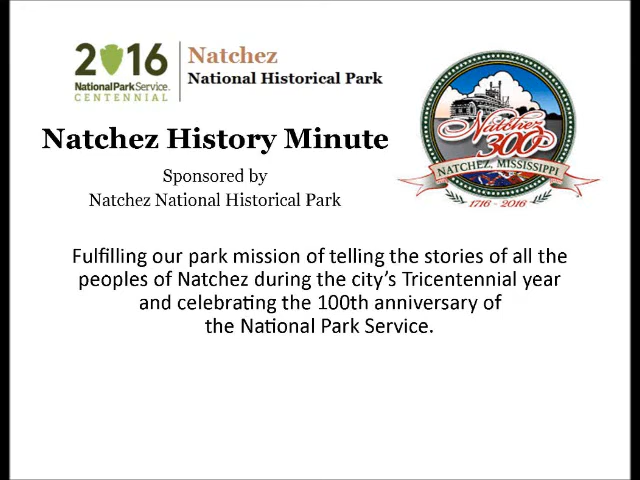 2016
National Park Service®
CENTENNIAL
Natchez
National Historical Park
Natchez
300
NATCHEZ, MISSISSIPPI
1716 - 2016
Natchez History Minute
Sponsored by
Natchez National Historical Park
Fulfilling our park mission of telling the stories of all the
peoples of Natchez during the city's Tricentennial year
and celebrating the 100th anniversary of
the National Park Service.